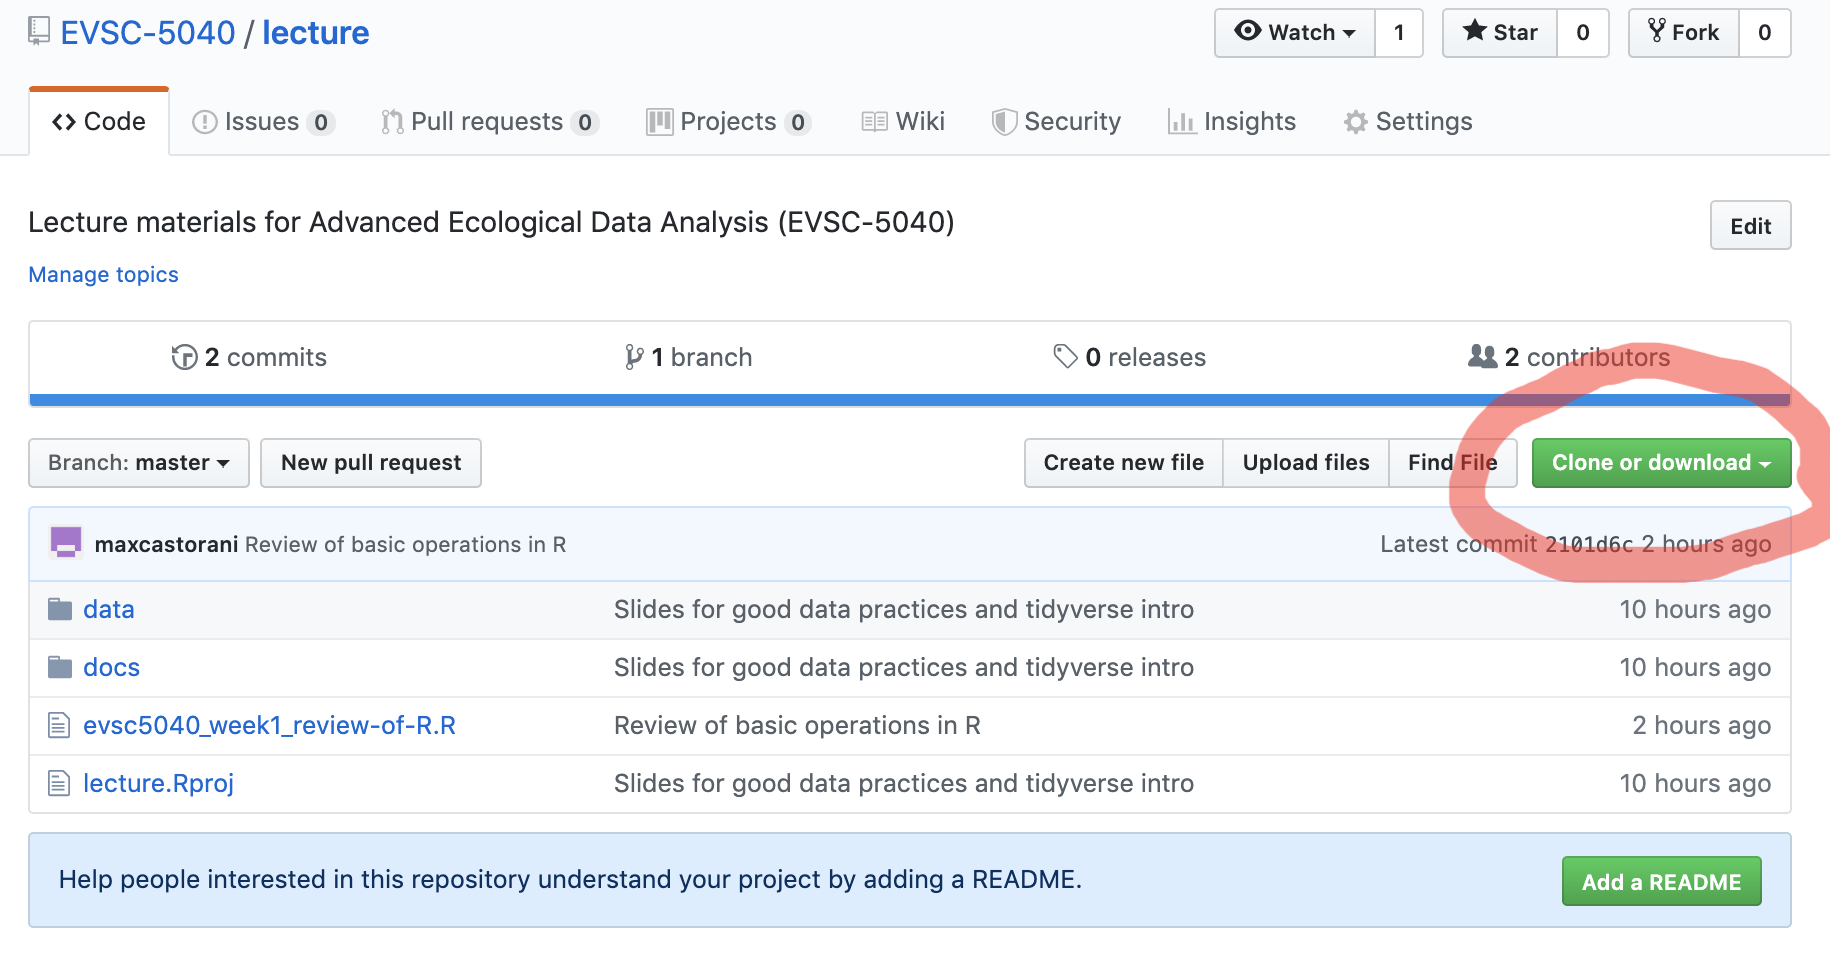 EVSC-5040 / lecture
Watch 1 Star 0 Fork 0
Code Issues 0 Pull requests 0 Projects 0 Wiki Security Insights Settings
Lecture materials for Advanced Ecological Data Analysis (EVSC-5040) Edit
Manage topics
2 commits 1 branch 0 releases 2 contributors
Branch: master New pull request Create new file Upload files Find File Clone or download
maxcastorani Review of basic operations in R Latest commit 2101d6c 2 hours ago
data Slides for good data practices and tidyverse intro 10 hours ago
docs Slides for good data practices and tidyverse intro 10 hours ago
evsc5040_week1_review-of-R.R Review of basic operations in R 2 hours ago
lecture.Rproj Slides for good data practices and tidyverse intro 10 hours ago
Help people interested in this repository understand your project by adding a README. Add a README